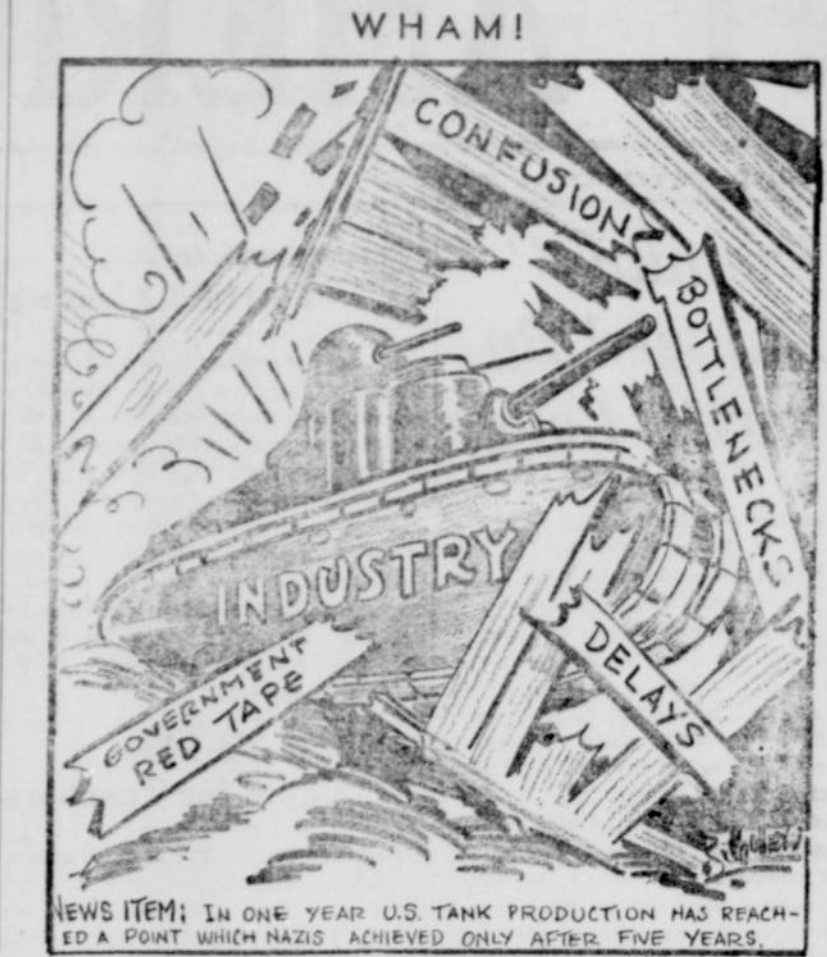 WHAM!
CONFUSION
BOTTLENECKS
INDUSTRY
DELAYS
GOVERNMENT
RED TAPE
NEWS ITEM: IN ONE YEAR U.S. TANK PRODUCTION HAS REACH-
ED A POINT WHICH NAZIS ACHIEVED ONLY AFTER FIVE YEARS.